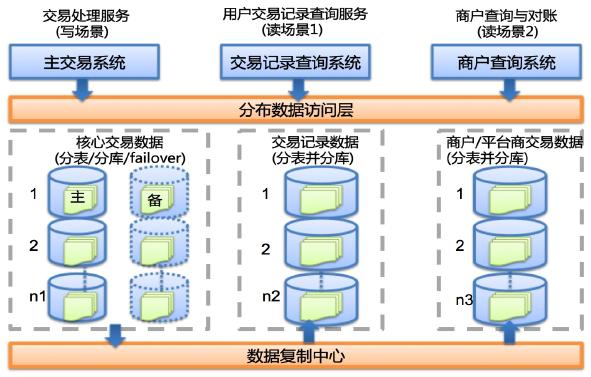 交易处理服务
(写场景)
用户交易记录查询服务
(读场景1)
商户查询与对账
(读场景2)
主交易系统
交易记录查询系统
商户查询系统
分布数据访问层
核心交易数据
(分表/分库/failover)
交易记录数据
(分表并分库)
商户/平台商交易数据
(分表并分库)
1
主
备
1
1
2
2
2
n1
n2
n3
数据复制中心